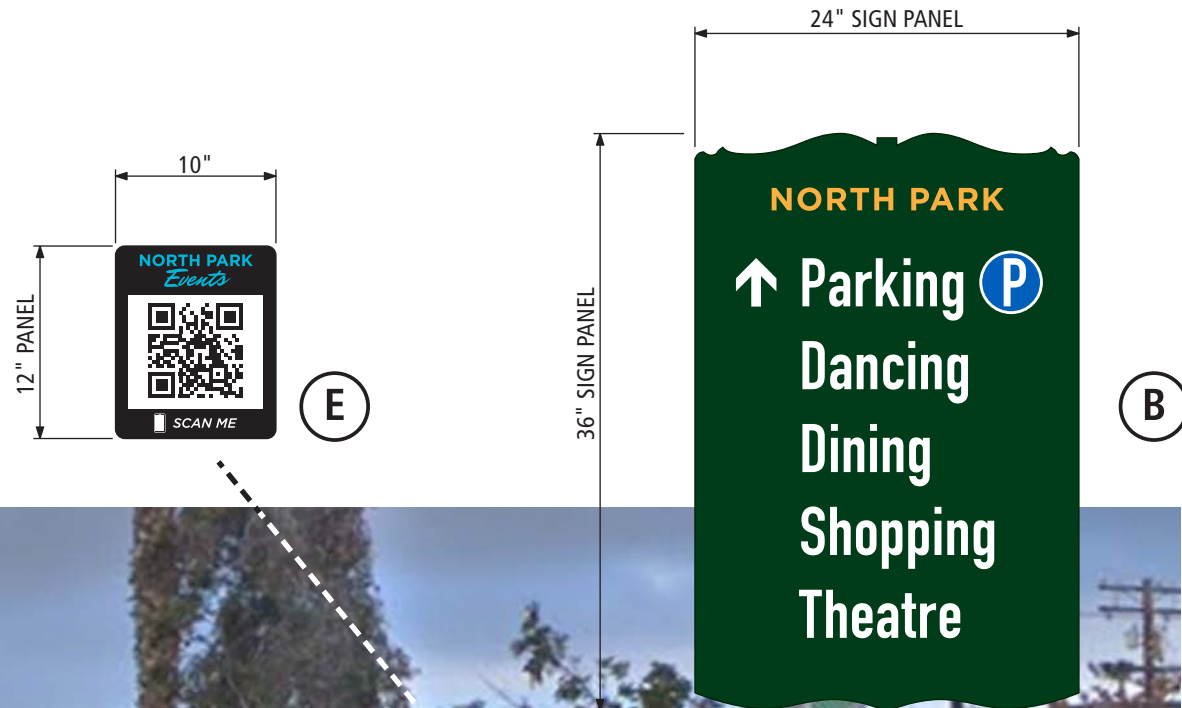 24" SIGN PANEL
10"
12" PANEL
NORTH PARK
Events
SCAN ME
E
36" SIGN PANEL
NORTH PARK
Parking P
Dancing
Dining
Shopping
Theatre
B